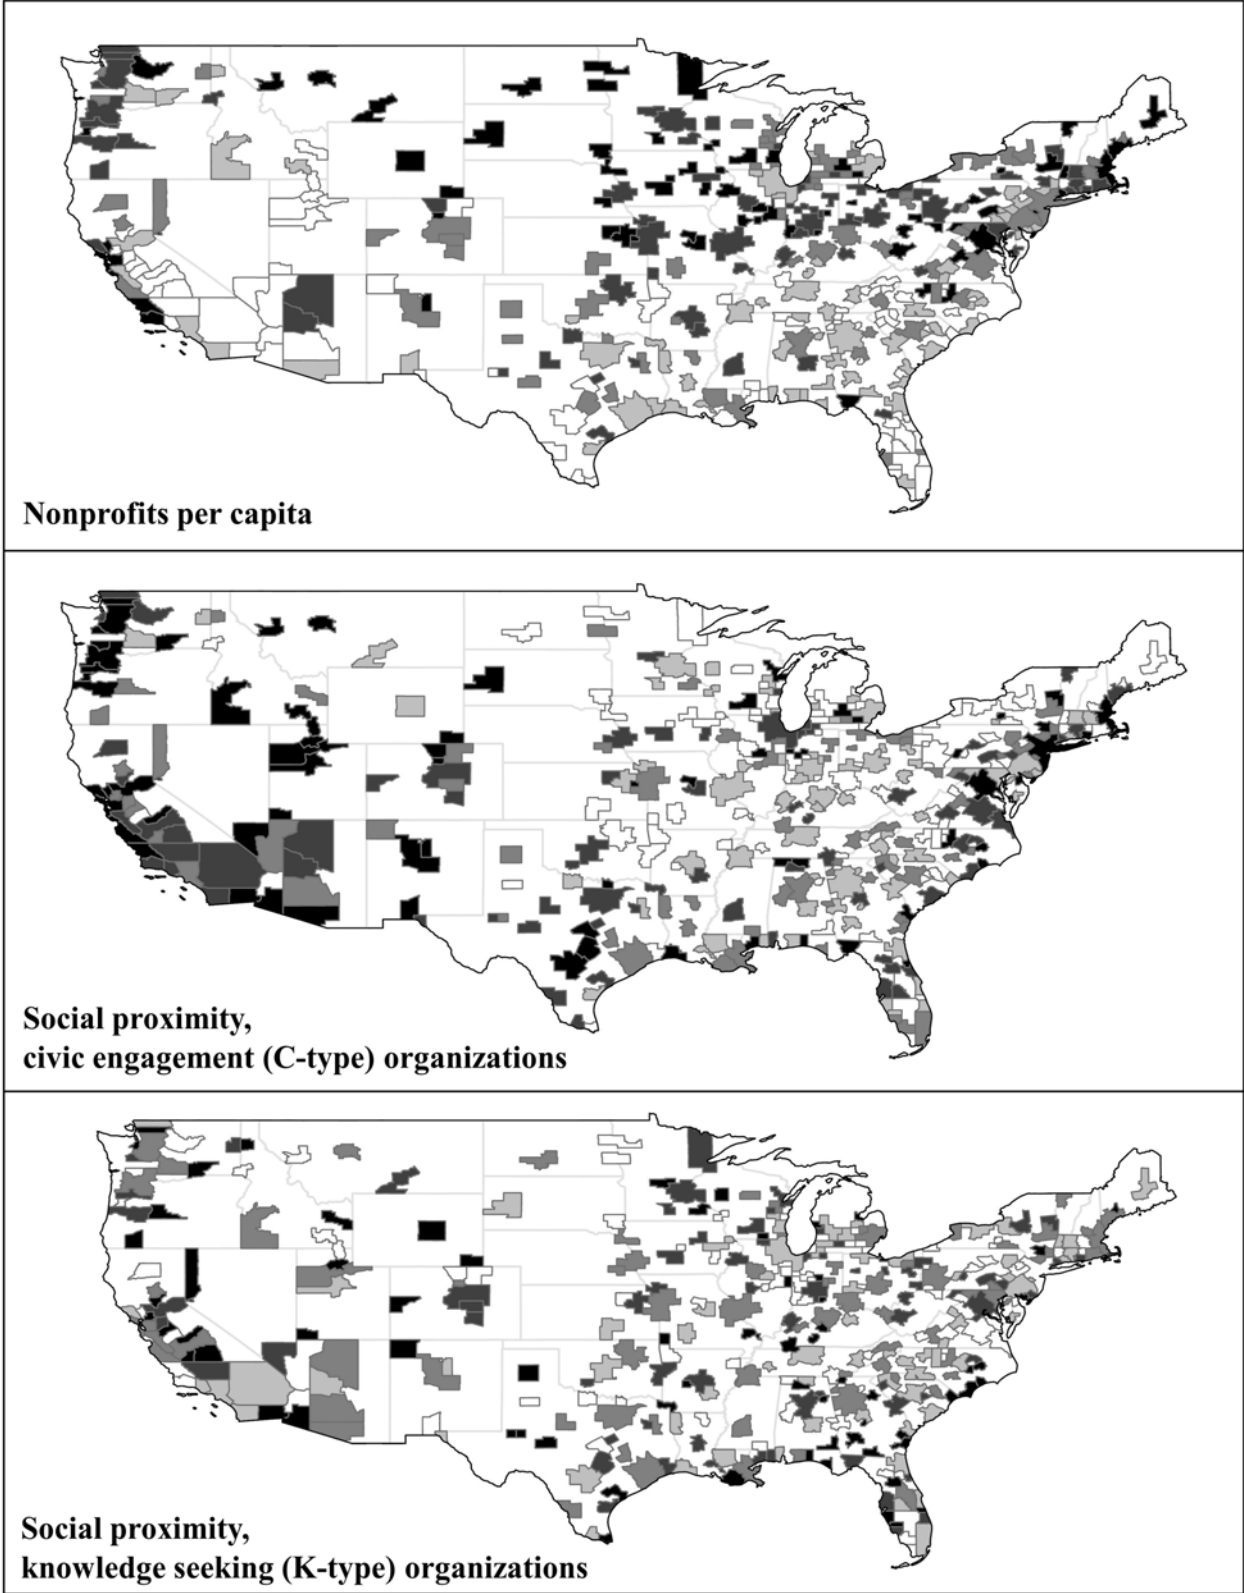 Nonprofits per capita
Social proximity,
civic engagement (C-type) organizations
Social proximity,
knowledge seeking (K-type) organizations